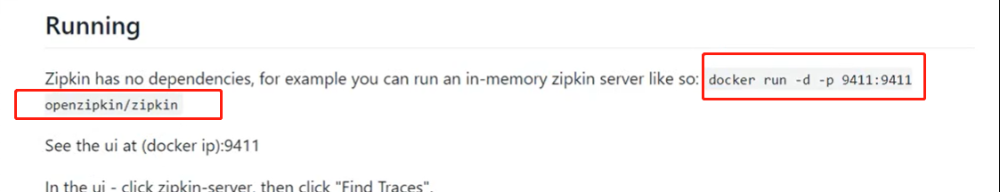 Running
Zipkin has no dependencies, for example you can run an in-memory zipkin server like so: docker run -d -p 9411:9411
openzipkin/zipkin
See the ui at (docker ip):9411
In the ui - click zipkin-server, then click "Find Traces".